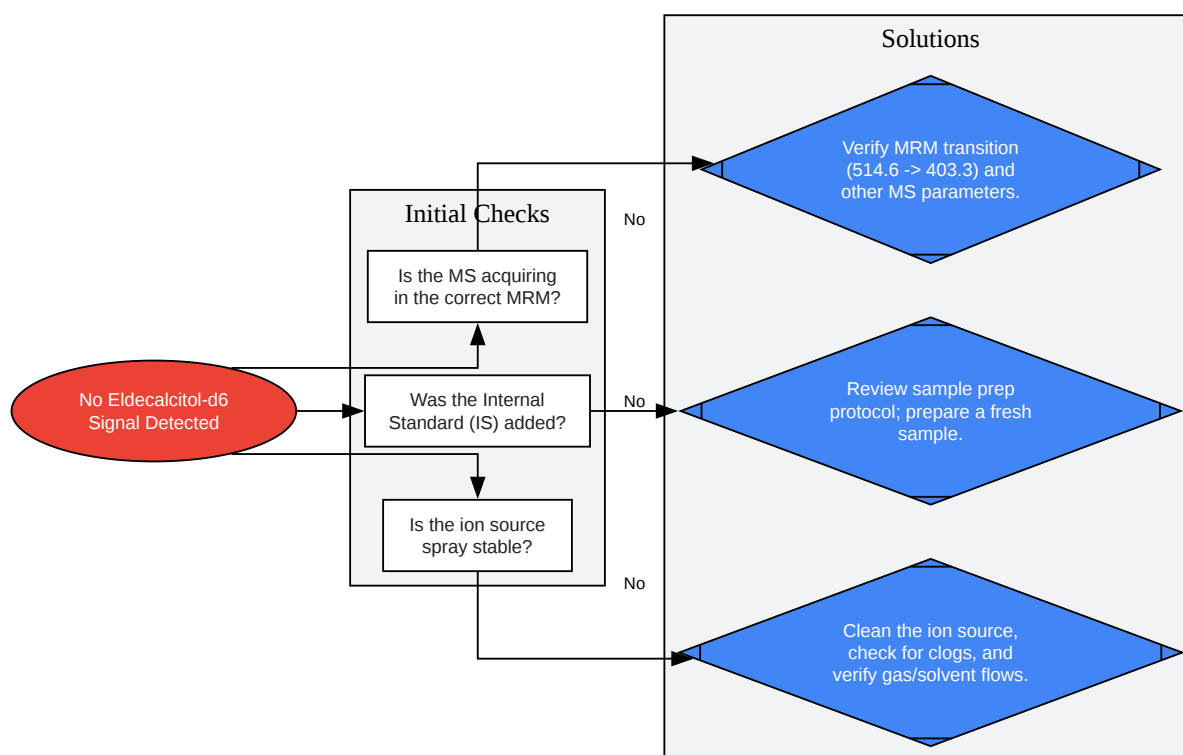 Solutions
Verify MRM transition
(514.6 -> 403.3) and
other MS parameters.
Initial Checks
No
Is the MS acquiring
in the correct MRM?
No Eldecalcitol-d6
Signal Detected
Was the Internal
Standard (IS) added?
No
Review sample prep
protocol; prepare a fresh
sample.
Is the ion source
spray stable?
No
Clean the ion source,
check for clogs, and
verify gas/solvent flows.